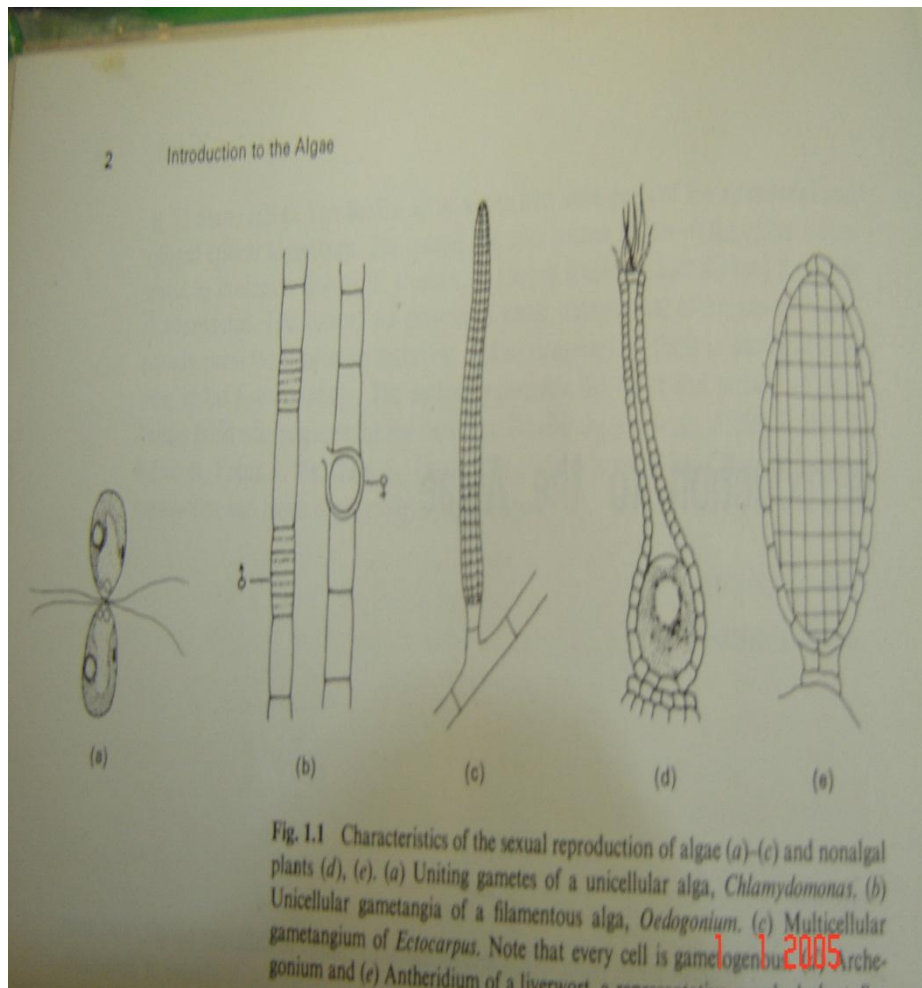 2 Introduction to the Algae
(a)
(b)
(c)
(d)
(e)
Fig. 1.1 Characteristics of the sexual reproduction of algae (a)–(c) and nonalgal
plants (d), (e). (a) Uniting gametes of a unicellular alga, Chlamydomonas. (b)
Unicellular gametangia of a filamentous alga, Oedogonium. (c) Multicellular
gametangium of Ectocarpus. Note that every cell is gametogenous. (d) Arche-
gonium and (e) Antheridium of a liverwort, a
1 1 2005